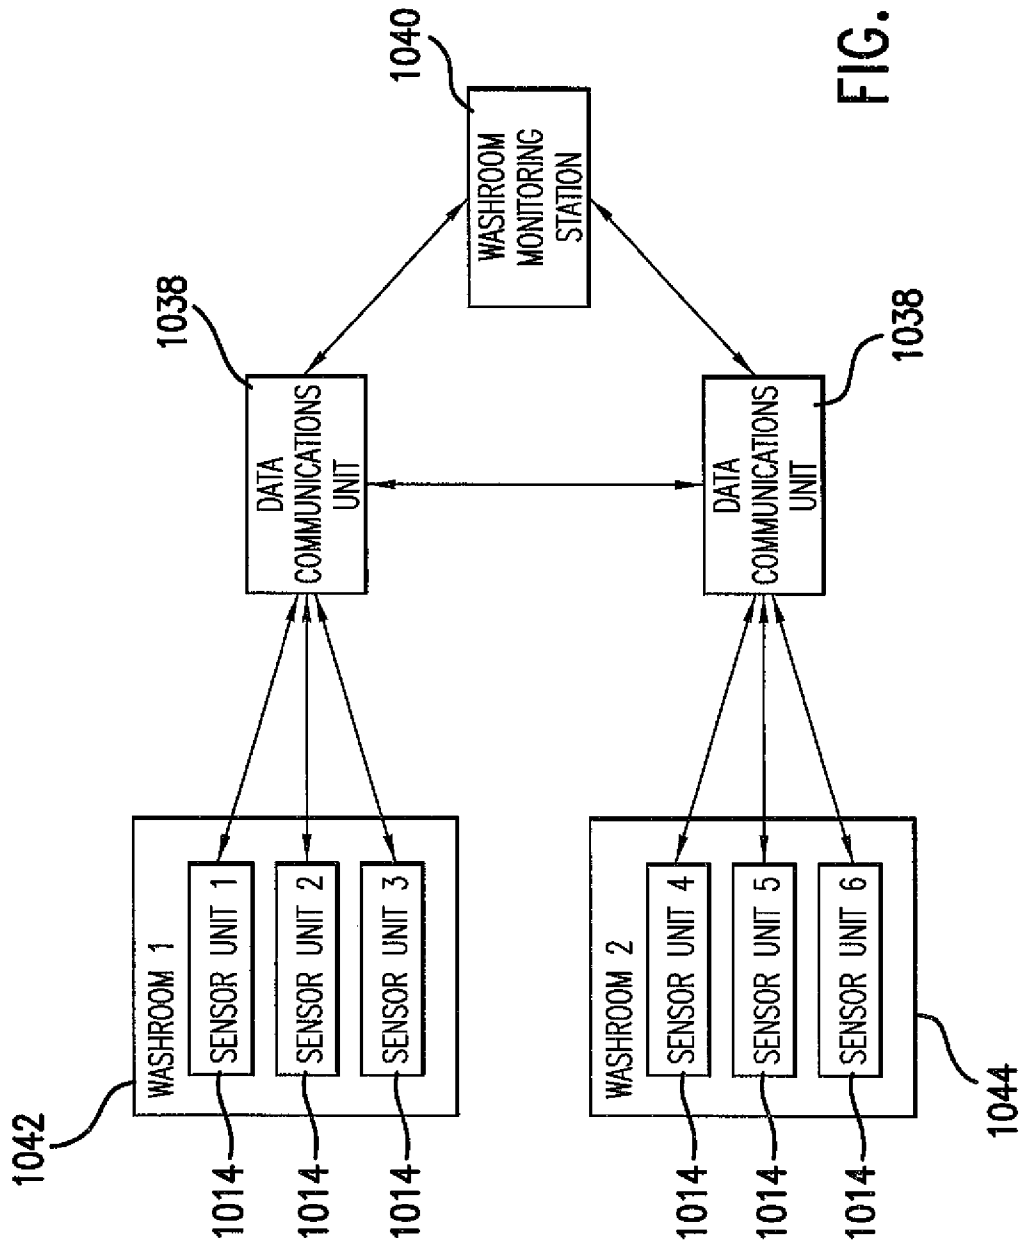 1042
WASHROOM 1
1014
SENSOR UNIT 1
1014
SENSOR UNIT 2
1014
SENSOR UNIT 3
1038
DATA
COMMUNICATIONS
UNIT
1040
WASHROOM
MONITORING
STATION
WASHROOM 2
1014
SENSOR UNIT 4
1014
SENSOR UNIT 5
1014
SENSOR UNIT 6
1044
DATA
COMMUNICATIONS
UNIT
1038
FIG.